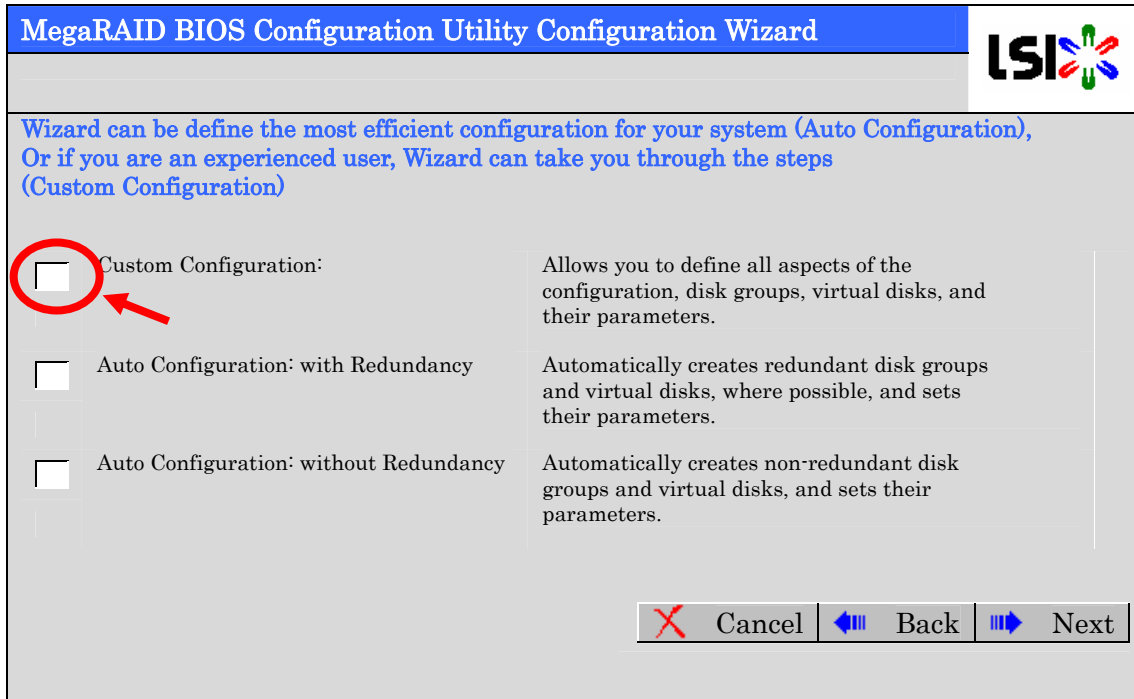 MegaRAID BIOS Configuration Utility Configuration Wizard
LSI
Wizard can be define the most efficient configuration for your system (Auto Configuration),
Or if you are an experienced user, Wizard can take you through the steps
(Custom Configuration)
Custom Configuration:
Allows you to define all aspects of the
configuration, disk groups, virtual disks, and
their parameters.
Auto Configuration: with Redundancy
Automatically creates redundant disk groups
and virtual disks, where possible, and sets
their parameters.
Auto Configuration: without Redundancy
Automatically creates non-redundant disk
groups and virtual disks, and sets their
parameters.
Cancel Back Next